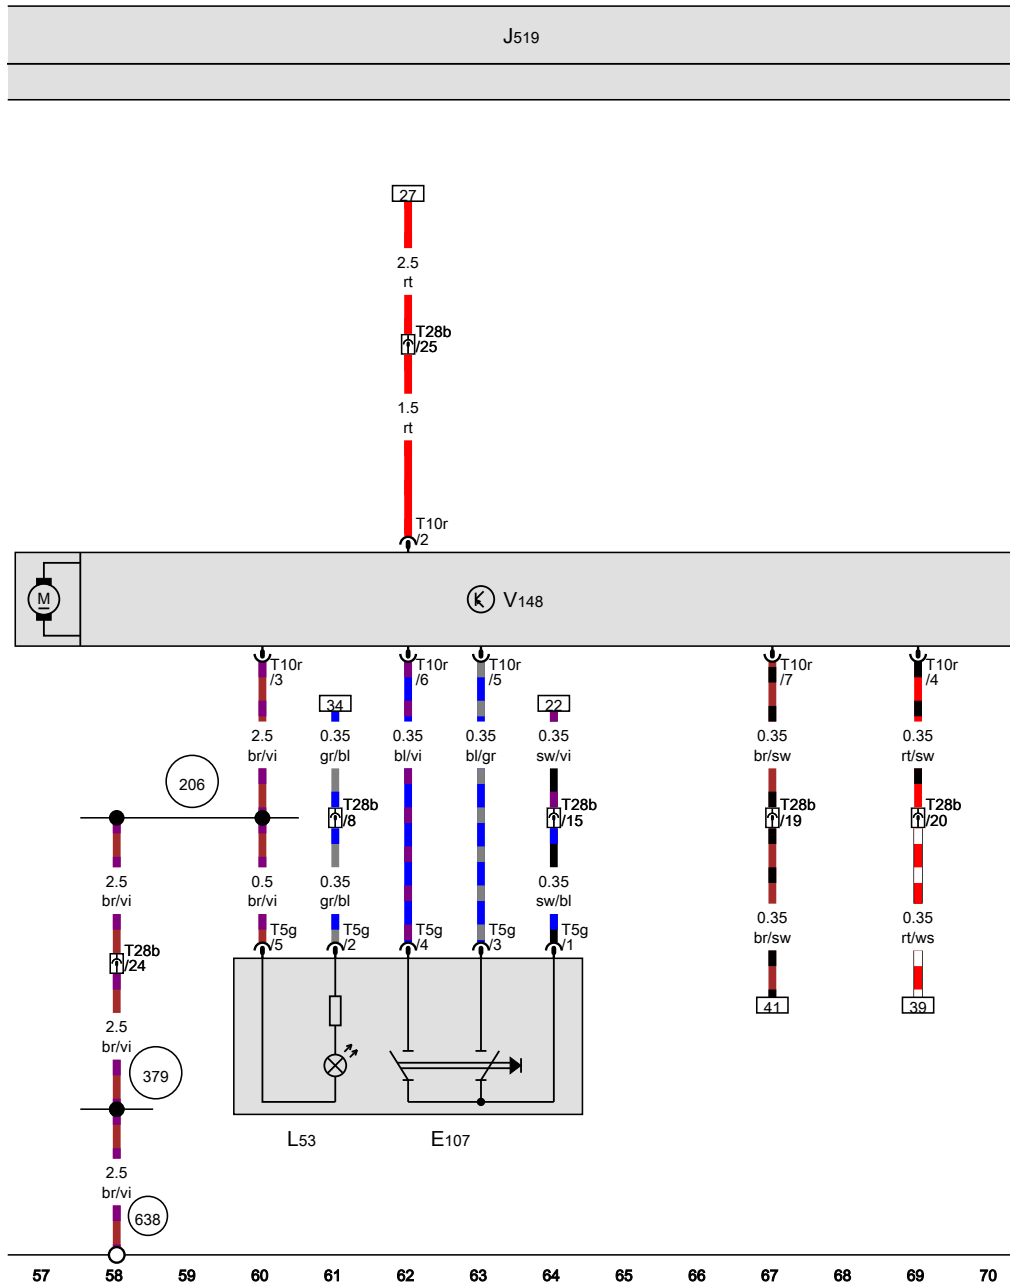 J519
27
2.5
rt
T28b
/25
1.5
rt
T10r
/2
M
V148
T10r
/3
T10r
/6
T10r
/5
T10r
/7
T10r
/4
34
22
2.5
br/vi
0.35
gr/bl
0.35
bl/vi
0.35
bl/gr
0.35
sw/vi
0.35
br/sw
0.35
rt/sw
206
T28b
/8
T28b
/15
T28b
/19
T28b
/20
2.5
br/vi
0.5
br/vi
0.35
gr/bl
0.35
sw/bl
0.35
br/sw
0.35
rt/ws
T5g
/5
T5g
/2
T5g
/4
T5g
/3
T5g
/1
T28b
/24
41
39
2.5
br/vi
379
L53
E107
2.5
br/vi
638
57 58 59 60 61 62 63 64 65 66 67 68 69 70